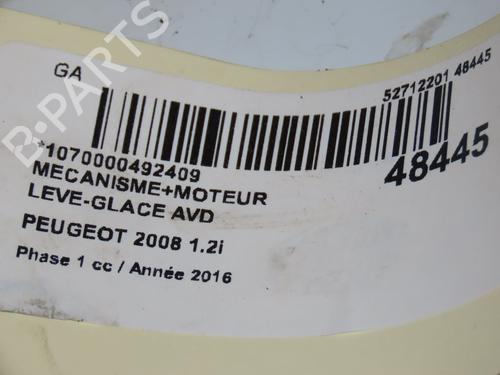 B-PARTS
GA
52712201 48445
48445
*1070000492409
MECANISME+MOTEUR
LEVE-GLACE AVD
PEUGEOT 2008 1.2i
Phase 1 cc / Année 2016